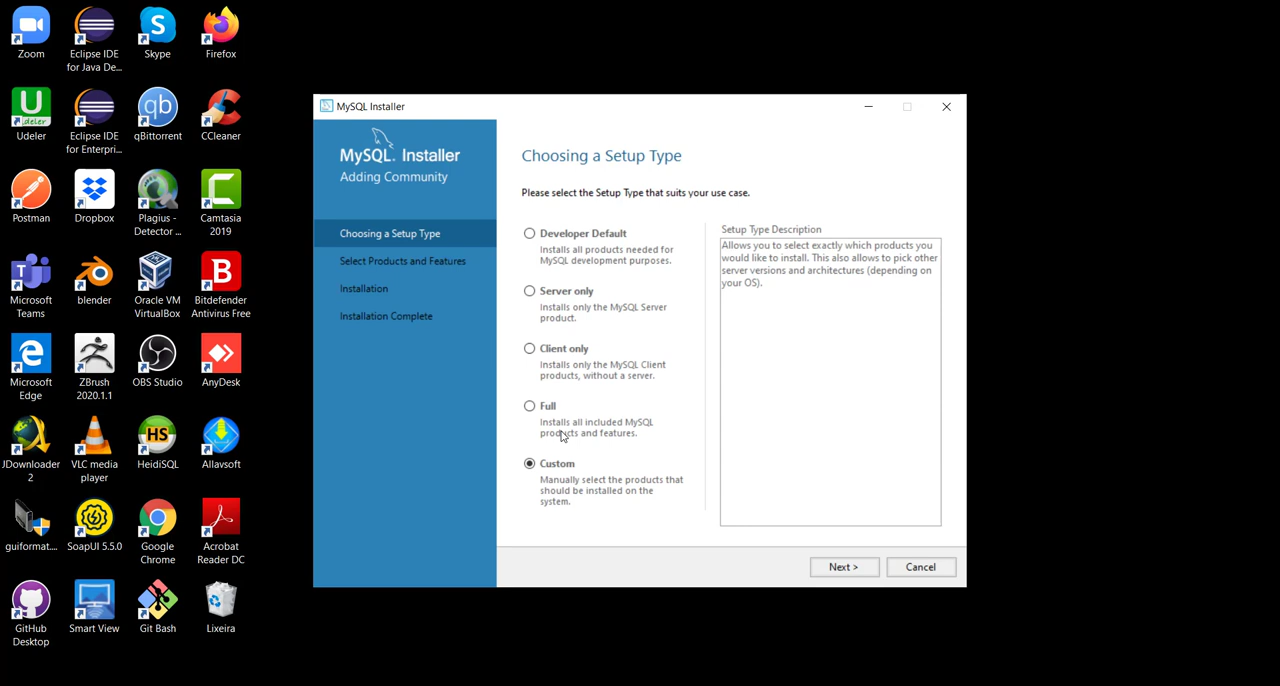 Zoom
Eclipse IDE
for Java De...
Skype
Firefox
U
Udeler
Udeler
Eclipse IDE
for Enterpri...
qb
qBittorrent
CCleaner
Postman
Dropbox
Plagius -
Detector ...
C
Camtasia
2019
T
Microsoft
Teams
blender
Oracle VM
VirtualBox
B
Bitdefender
Antivirus Free
Microsoft
Edge
ZBrush
2020.1.1
OBS Studio
AnyDesk
JDownloader
2
VLC media
player
HS
HeidiSQL
Allavsoft
guiformat....
SoapUI 5.5.0
Google
Chrome
Acrobat
Reader DC
GitHub
Desktop
Smart View
Git Bash
Lixeira
MySQL Installer
MySQL. Installer
Adding Community
Choosing a Setup Type
Select Products and Features
Installation
Installation Complete
Choosing a Setup Type
Please select the Setup Type that suits your use case.
Developer Default
Installs all products needed for
MySQL development purposes.
Server only
Installs only the MySQL Server
product.
Client only
Installs only the MySQL Client
products, without a server.
Full
Installs all included MySQL
products and features.
Custom
Manually select the products that
should be installed on the
system.
Setup Type Description
Allows you to select exactly which products you
would like to install. This also allows to pick other
server versions and architectures (depending on
your OS).
Next >
Cancel